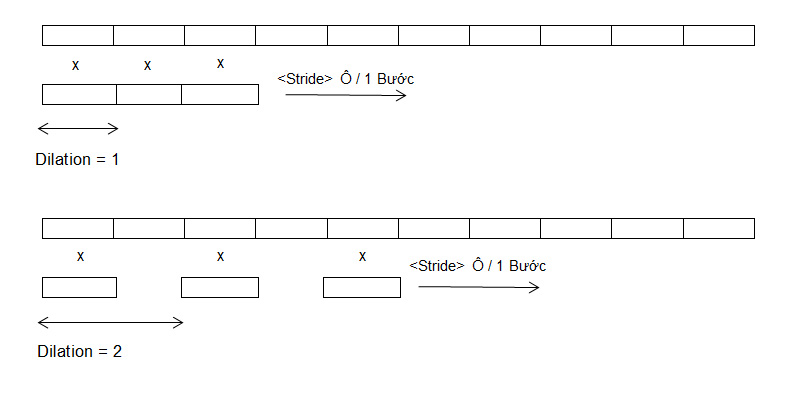 x x x
<Stride> Ô / 1 Bước
Dilation = 1
x x x
<Stride> Ô / 1 Bước
Dilation = 2